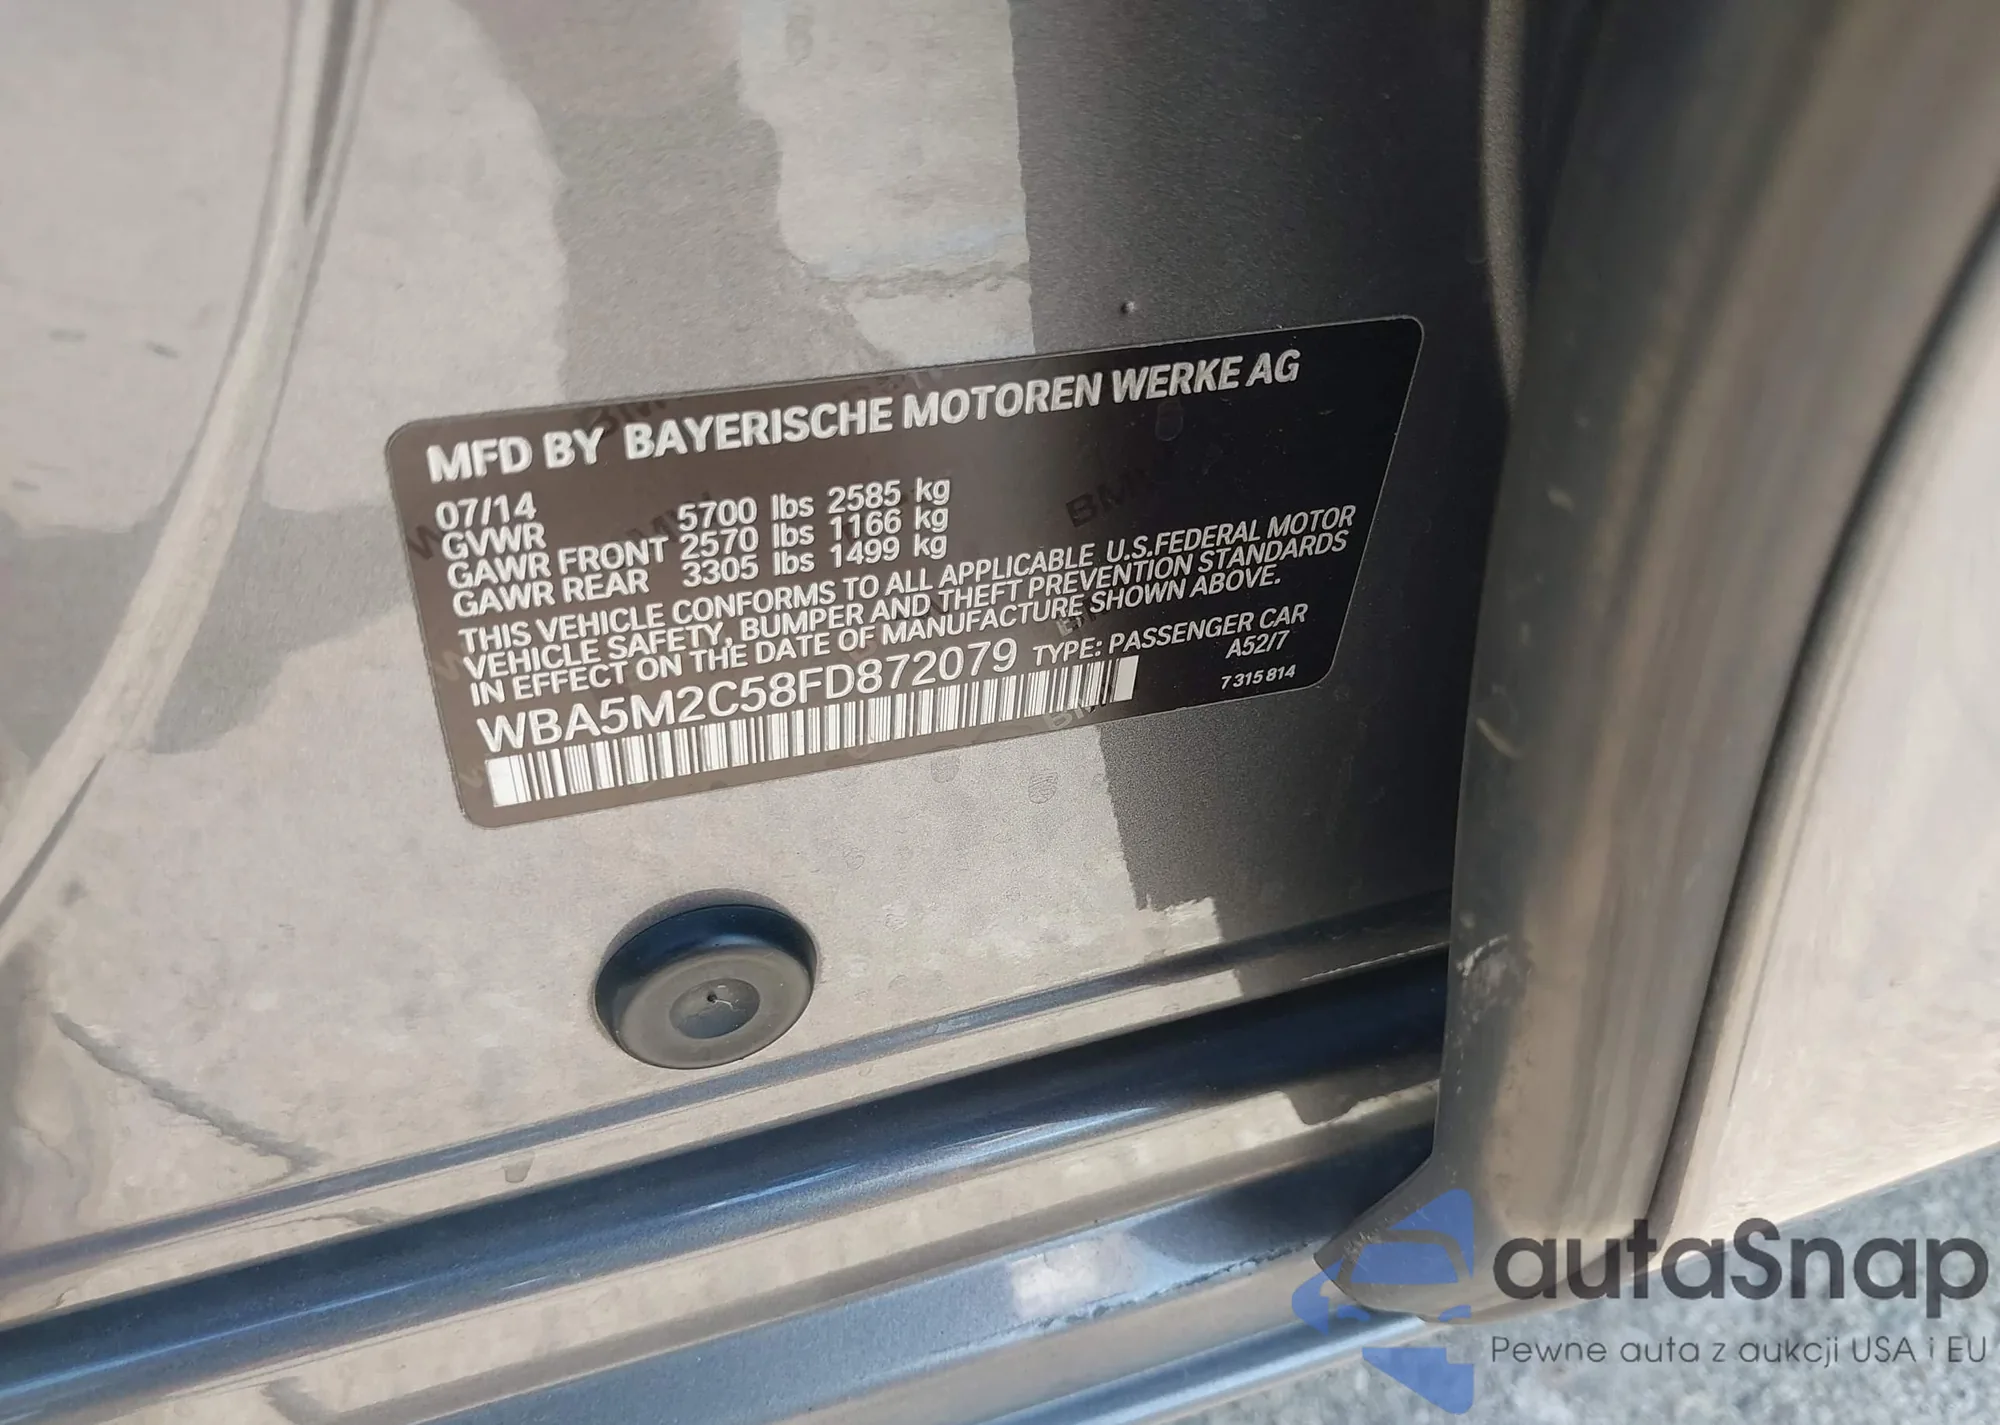 MFD BY BAYERISCHE MOTOREN WERKE AG
07/14
GVWR 5700 lbs 2585 kg
GAWR FRONT 2570 lbs 1166 kg
GAWR REAR 3305 lbs 1499 kg
THIS VEHICLE CONFORMS TO ALL APPLICABLE U.S.FEDERAL MOTOR
VEHICLE SAFETY, BUMPER AND THEFT PREVENTION STANDARDS
IN EFFECT ON THE DATE OF MANUFACTURE SHOWN ABOVE.
WBA5M2C58FD872079 TYPE: PASSENGER CAR
A52/7
7 315 814
autaSnap
Pewne auta z aukcji USA i EU